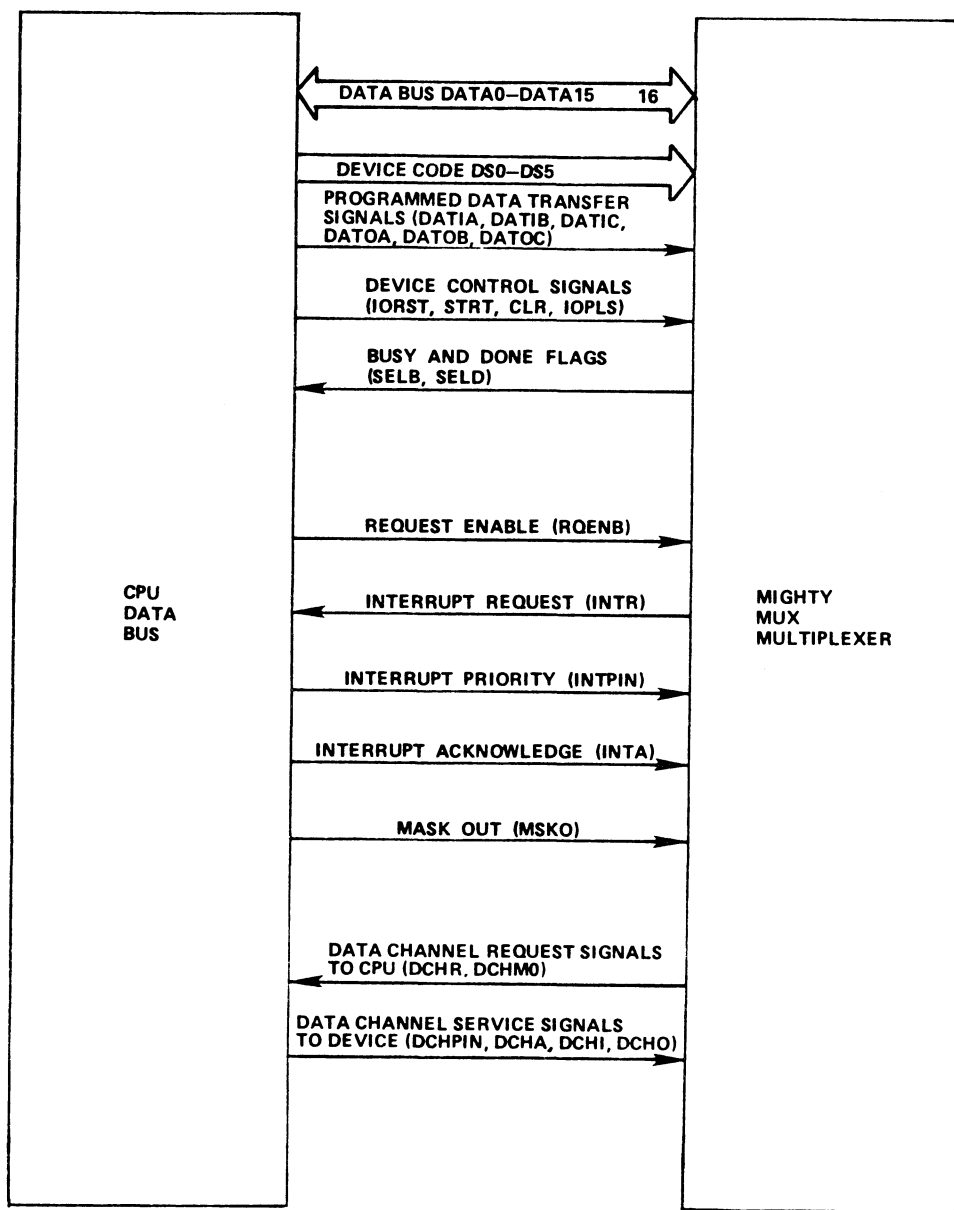 DATA BUS DATA0–DATA15 16
DEVICE CODE DS0–DS5
PROGRAMMED DATA TRANSFER
SIGNALS (DATIA, DATIB, DATIC,
DATOA, DATOB, DATOC)
DEVICE CONTROL SIGNALS
(IORST, STRT, CLR, IOPLS)
BUSY AND DONE FLAGS
(SELB, SELD)
REQUEST ENABLE (RQENB)
CPU
DATA
BUS
INTERRUPT REQUEST (INTR)
MIGHTY
MUX
MULTIPLEXER
INTERRUPT PRIORITY (INTPIN)
INTERRUPT ACKNOWLEDGE (INTA)
MASK OUT (MSKO)
DATA CHANNEL REQUEST SIGNALS
TO CPU (DCHR, DCHM0)
DATA CHANNEL SERVICE SIGNALS
TO DEVICE (DCHPIN, DCHA, DCHI, DCHO)